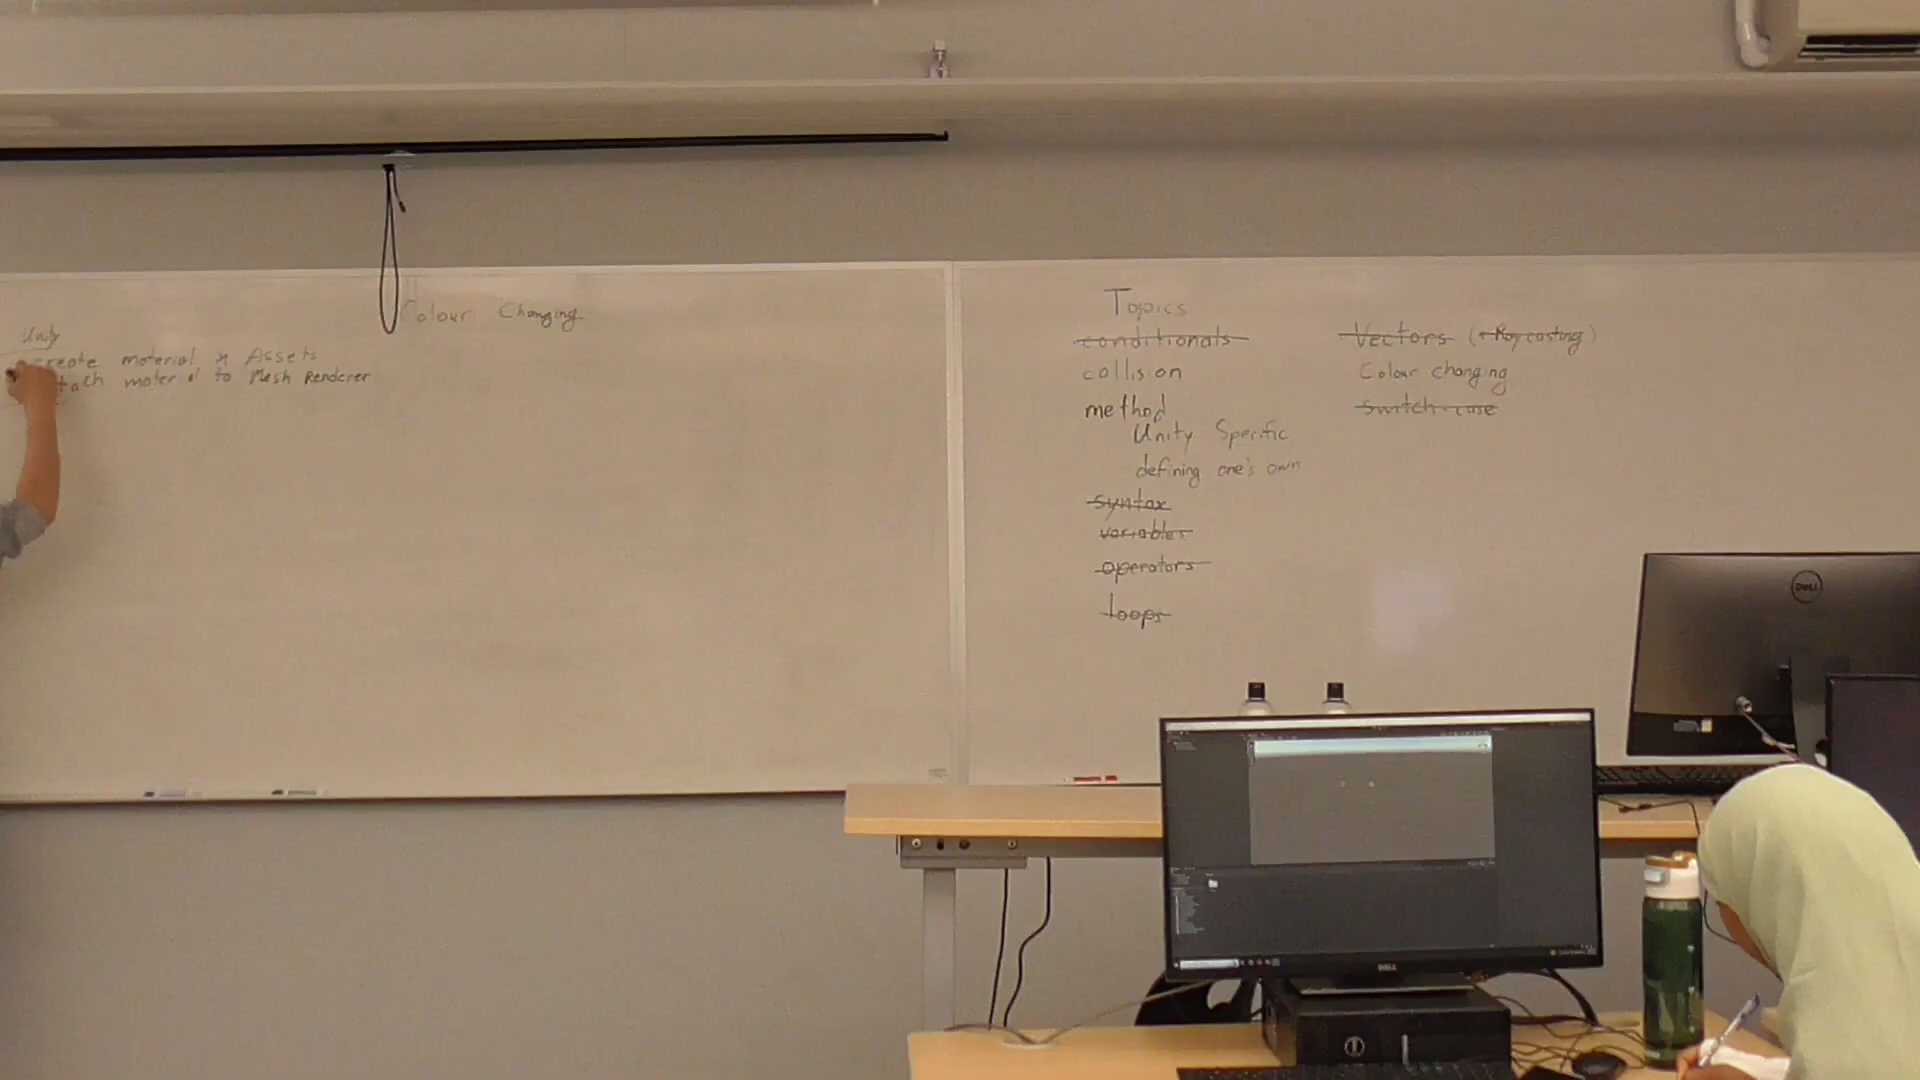 Colour Changing
Unity
create material in Assets
attach material to Mesh Renderer
Topics
conditionals
collision
method
Unity Specific
defining one's own
syntax
variables
operators
loops
Vectors (Raycasting)
Colour changing
switch-case
DELL
DELL